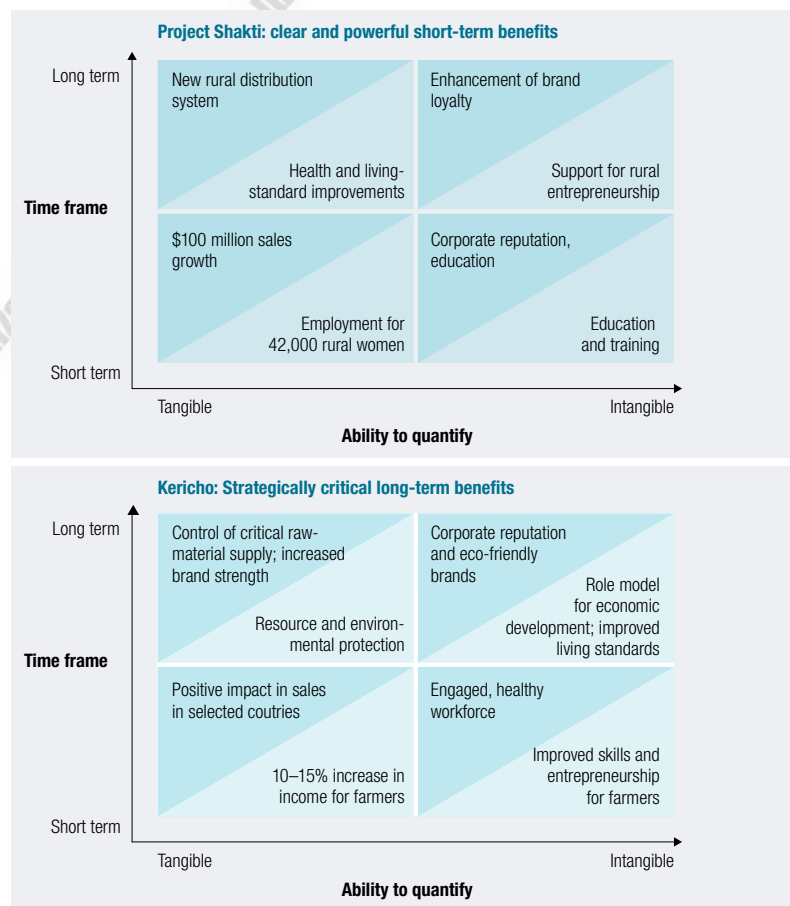 Project Shakti: clear and powerful short-term benefits
Long term
New rural distribution
system
Enhancement of brand
loyalty
Health and living-
standard improvements
Support for rural
entrepreneurship
Time frame
$100 million sales
growth
Corporate reputation,
education
Employment for
42,000 rural women
Education
and training
Short term
Tangible
Intangible
Ability to quantify
Kericho: Strategically critical long-term benefits
Long term
Control of critical raw-
material supply; increased
brand strength
Corporate reputation
and eco-friendly
brands
Resource and environ-
mental protection
Role model
for economic
development; improved
living standards
Time frame
Positive impact in sales
in selected coutries
Engaged, healthy
workforce
10–15% increase in
income for farmers
Improved skills and
entrepreneurship
for farmers
Short term
Tangible
Intangible
Ability to quantify